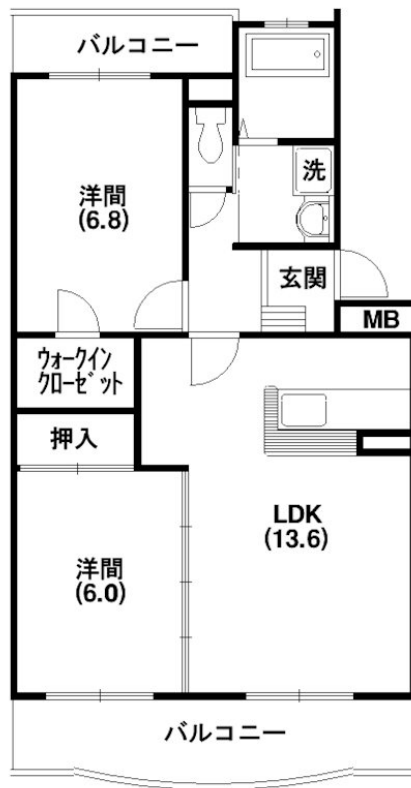 バルコニー
洋間
(6.8)
洗
玄関
MB
ウォークイン
クローゼット
押入
洋間
(6.0)
LDK
(13.6)
バルコニー